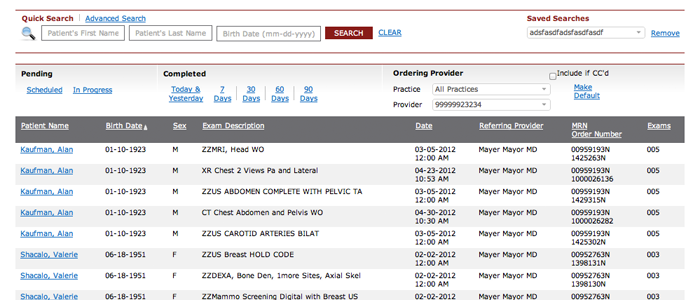 Quick Search | Advanced Search Saved Searches
Patient's First Name Patient's Last Name Birth Date (mm-dd-yyyy) SEARCH CLEAR adsfasdfadsfasdfasdf Remove
Pending Completed Ordering Provider Include if CC'd
Scheduled In Progress Today & Yesterday 7 Days 30 Days 60 Days 90 Days Practice All Practices Make Default
Provider 99999923234
Patient Name Birth Date Sex Exam Description Date Referring Provider MRN Order Number Exams
Kaufman, Alan 01-10-1923 M ZZMRI, Head WO 03-05-2012 Mayer Mayor MD 00959193N 005
12:00 AM 1425263N
Kaufman, Alan 01-10-1923 M XR Chest 2 Views Pa and Lateral 04-23-2012 Mayer Mayor MD 00959193N 005
10:53 AM 1000026136
Kaufman, Alan 01-10-1923 M ZZUS ABDOMEN COMPLETE WITH PELVIC TA 03-05-2012 Mayer Mayor MD 00959193N 005
12:00 AM 1429315N
Kaufman, Alan 01-10-1923 M CT Chest Abdomen and Pelvis WO 04-30-2012 Mayer Mayor MD 00959193N 005
10:30 AM 1000026282
Kaufman, Alan 01-10-1923 M ZZUS CAROTID ARTERIES BILAT 03-05-2012 Mayer Mayor MD 00959193N 005
12:00 AM 1425302N
Shacalo, Valerie 06-18-1951 F ZZUS Breast HOLD CODE 02-02-2012 Mayer Mayor MD 00952763N 003
12:00 AM 1398131N
Shacalo, Valerie 06-18-1951 F ZZDEXA, Bone Den, 1more Sites, Axial Skel 02-02-2012 Mayer Mayor MD 00952763N 003
12:00 AM 1398130N
Shacalo, Valerie 06-18-1951 F ZZMammo Screening Digital with Breast US 02-02-2012 Mayer Mayor MD 00952763N 003